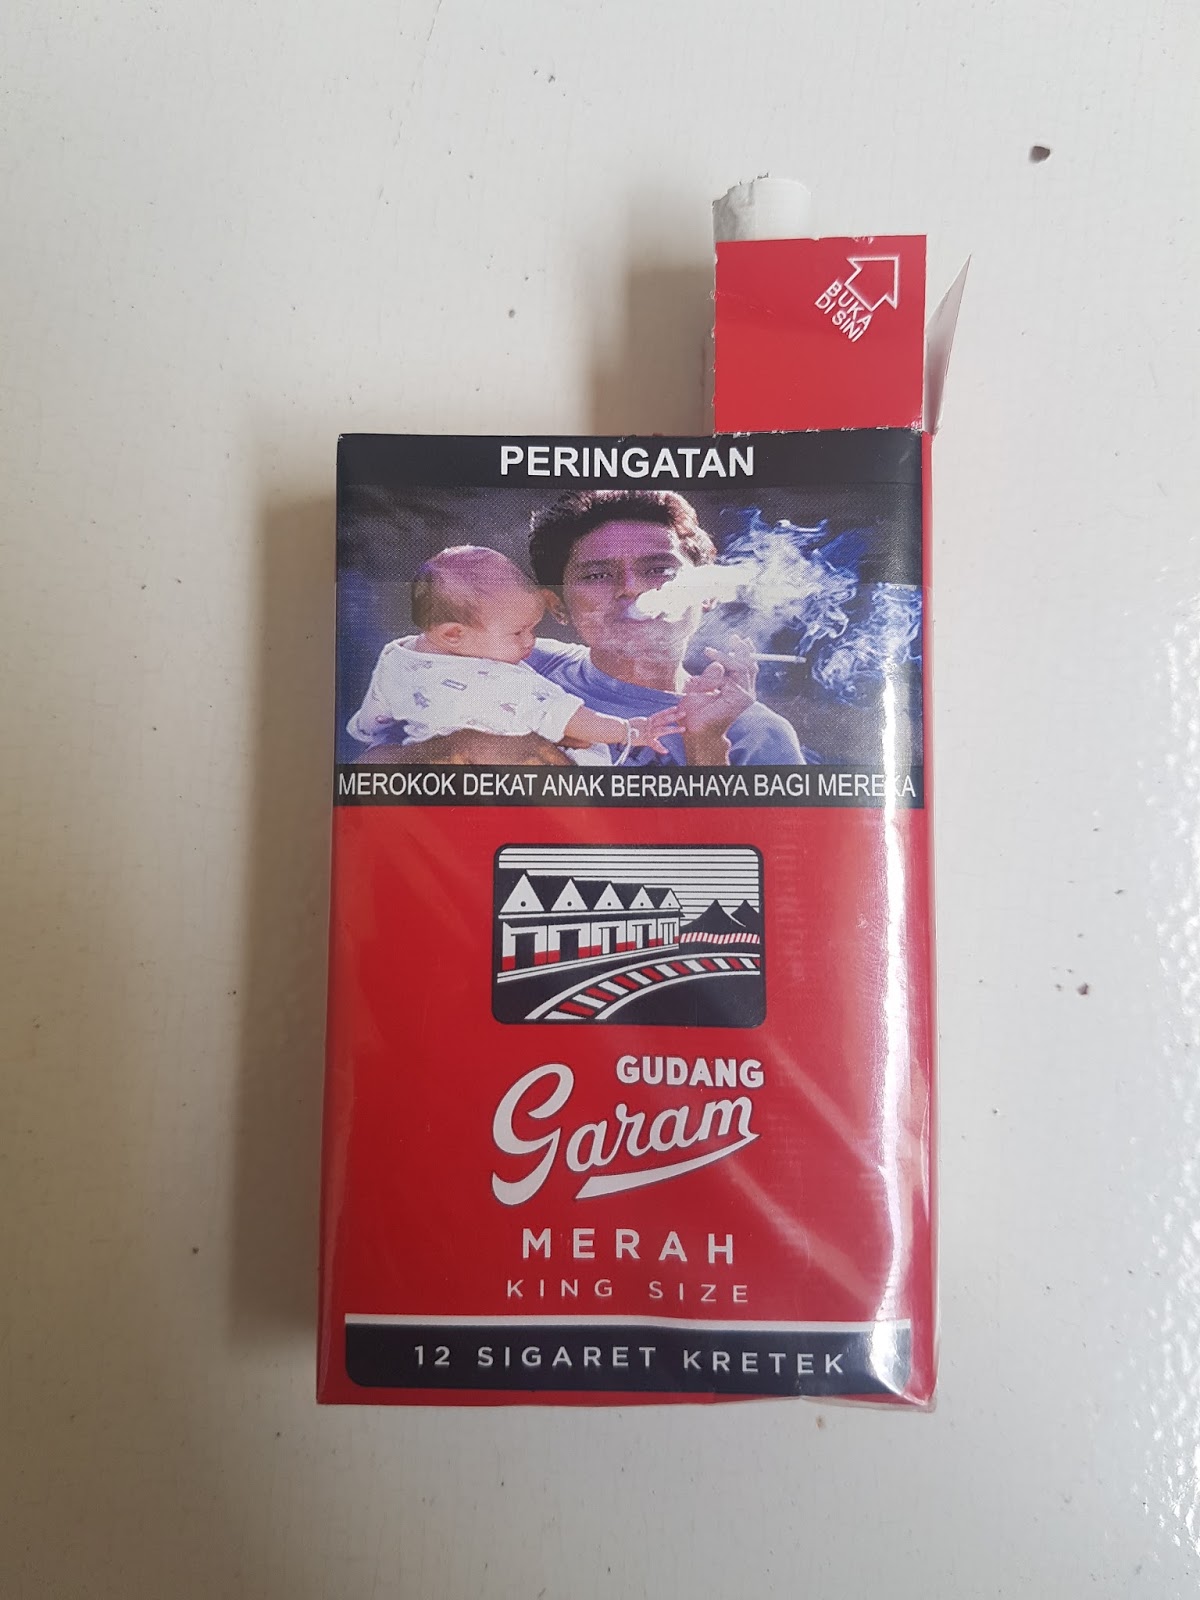 BUKA
DI SINI
PERINGATAN
MEROKOK DEKAT ANAK BERBAHAYA BAGI MEREKA
GUDANG
Garam
MERAH
KING SIZE
12 SIGARET KRETEK